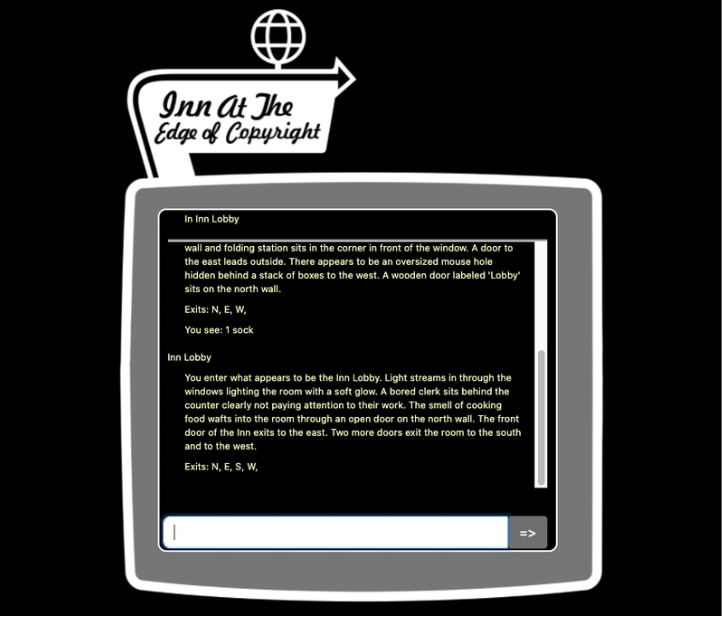 Inn At The
Edge of Copyright
In Inn Lobby
wall and folding station sits in the corner in front of the window. A door to
the east leads outside. There appears to be an oversized mouse hole
hidden behind a stack of boxes to the west. A wooden door labeled 'Lobby'
sits on the north wall.
Exits: N, E, W,
You see: 1 sock
Inn Lobby
You enter what appears to be the Inn Lobby. Light streams in through the
windows lighting the room with a soft glow. A bored clerk sits behind the
counter clearly not paying attention to their work. The smell of cooking
food wafts into the room through an open door on the north wall. The front
door of the Inn exits to the east. Two more doors exit the room to the south
and to the west.
Exits: N, E, S, W,
=>